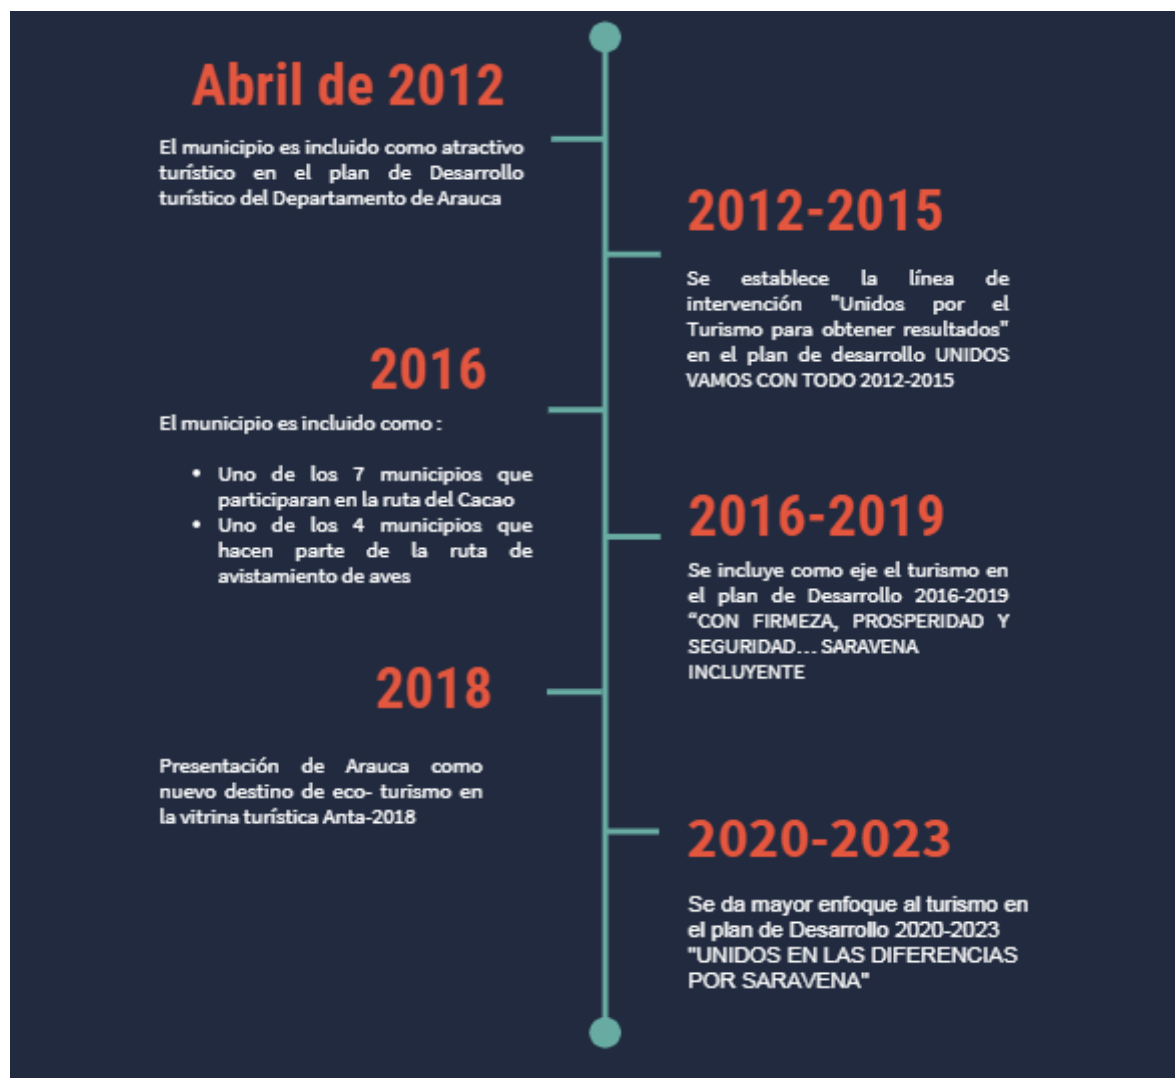 Abril de 2012
El municipio es incluido como atractivo
turístico en el plan de Desarrollo
turístico del Departamento de Arauca
2012-2015
Se establece la línea de
intervención "Unidos por el
Turismo para obtener resultados"
en el plan de desarrollo UNIDOS
VAMOS CON TODO 2012-2015
2016
El municipio es incluido como :
• Uno de los 7 municipios que
participaran en la ruta del Cacao
• Uno de los 4 municipios que
hacen parte de la ruta de
avistamiento de aves
2016-2019
Se incluye como eje el turismo en
el plan de Desarrollo 2016-2019
“CON FIRMEZA, PROSPERIDAD Y
SEGURIDAD... SARAVENA
INCLUYENTE
2018
Presentación de Arauca como
nuevo destino de eco- turismo en
la vitrina turística Anta-2018
2020-2023
Se da mayor enfoque al turismo en
el plan de Desarrollo 2020-2023
"UNIDOS EN LAS DIFERENCIAS
POR SARAVENA"